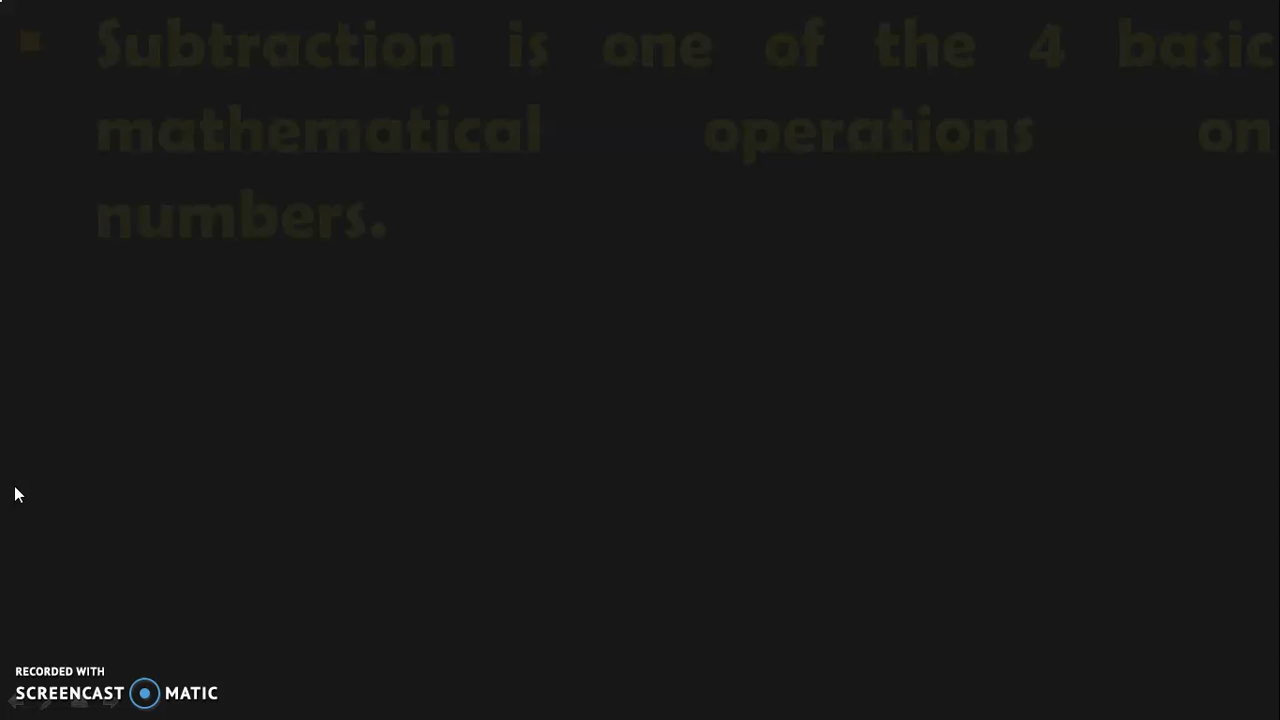 Subtraction is one of the 4 basic
mathematical operations on
numbers.
RECORDED WITH
SCREENCAST MATIC